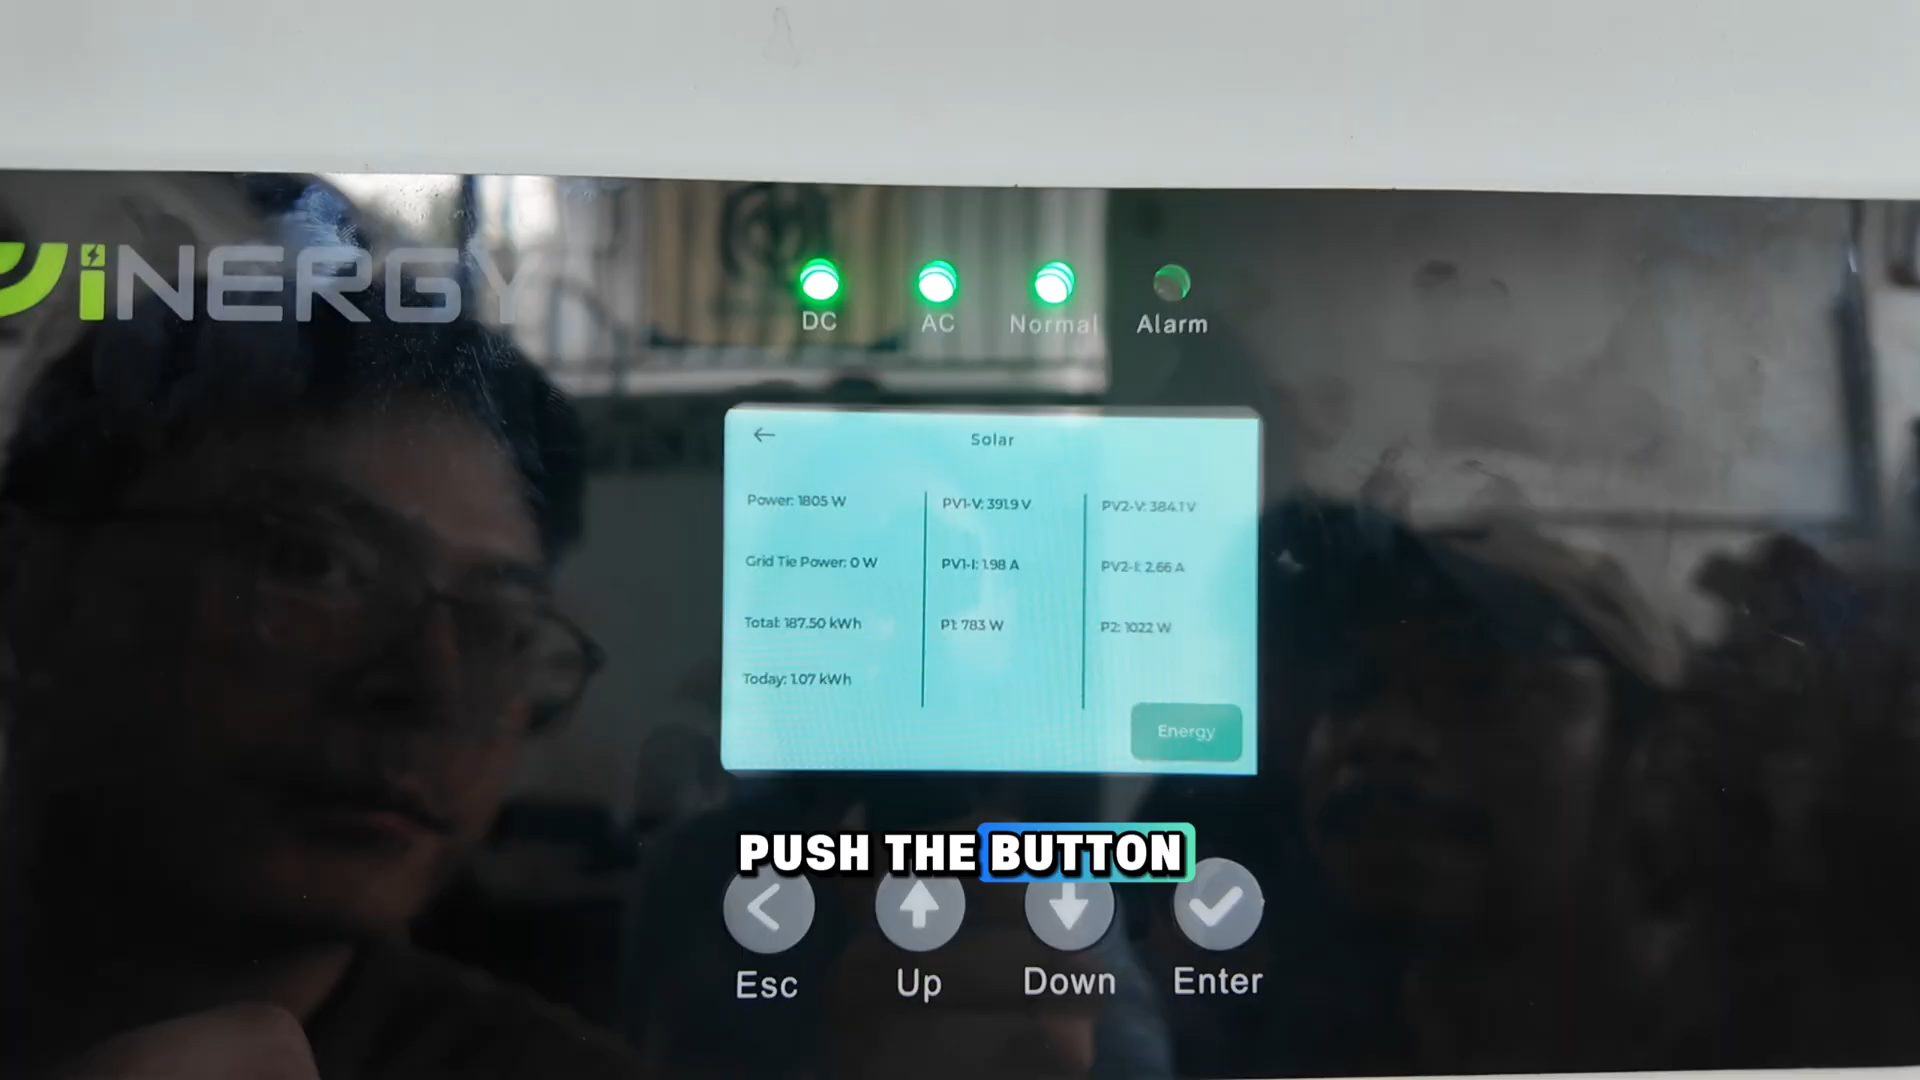 iNERGY
DC AC Normal Alarm
Solar
Power: 1805 W
Grid Tie Power: 0 W
Total: 187.50 kWh
Today: 1.07 kWh
PV1-V: 391.9 V
PV1-I: 1.98 A
P1: 783 W
PV2-V: 384.1 V
PV2-I: 2.66 A
P2: 1022 W
Energy
PUSH THE BUTTON
Esc Up Down Enter